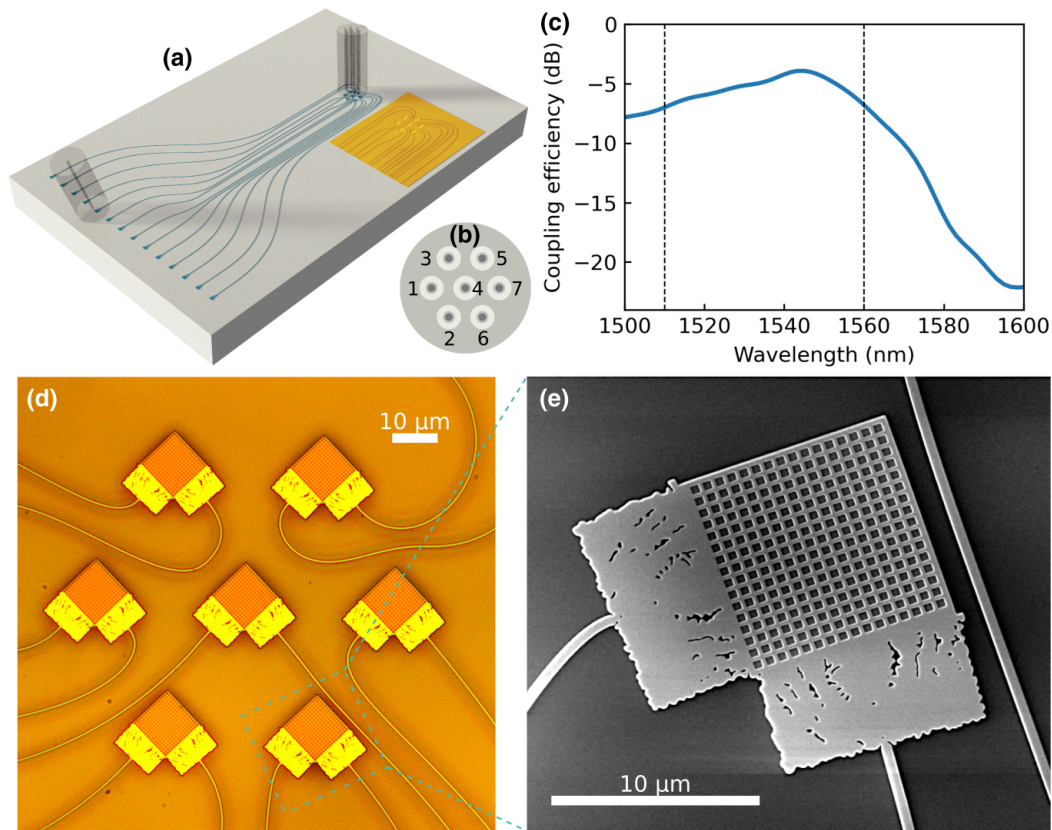 (a)
(b)
3 5
1 4 7
2 6
(c)
Coupling efficiency (dB)
0
−5
−10
−15
−20
1500 1520 1540 1560 1580 1600
Wavelength (nm)
(d)
10 μm
(e)
10 μm